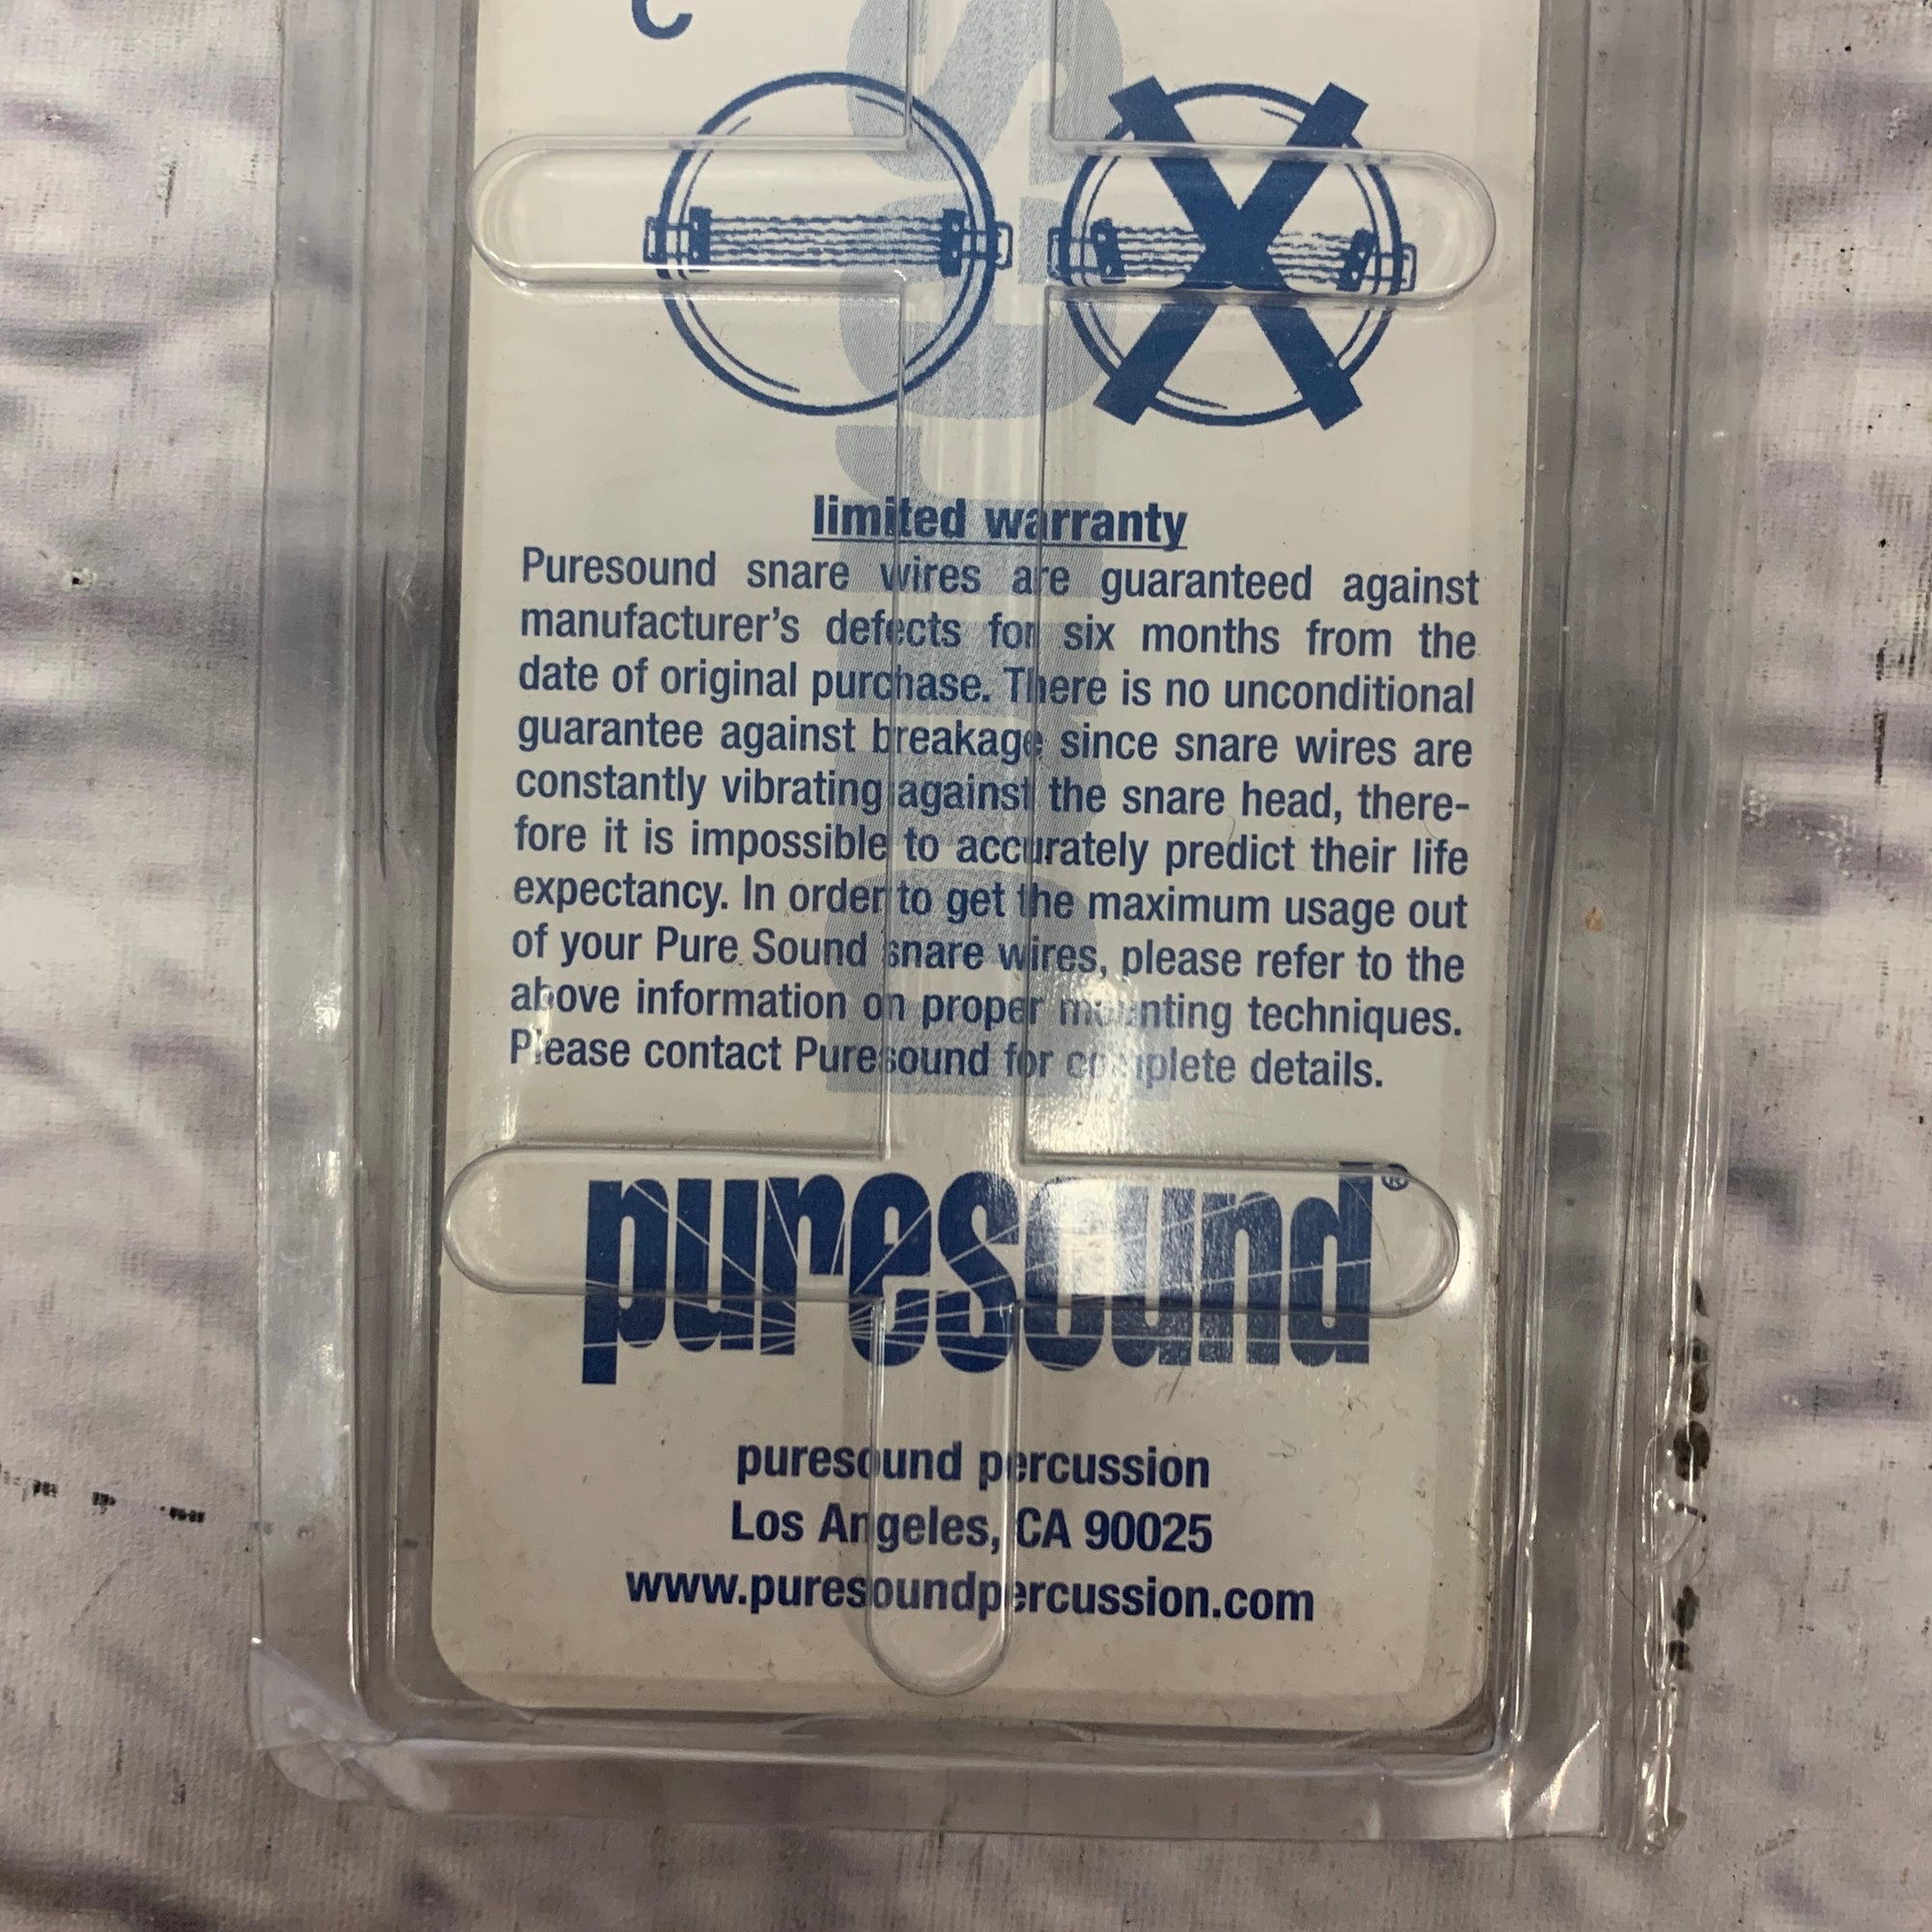 C
limited warranty
Puresound snare wires are guaranteed against
manufacturer's defects for six months from the
date of original purchase. There is no unconditional
guarantee against breakage since snare wires are
constantly vibrating against the snare head, there-
fore it is impossible to accurately predict their life
expectancy. In order to get the maximum usage out
of your Pure Sound snare wires, please refer to the
above information on proper mounting techniques.
Please contact Puresound for complete details.
puresound®
puresound percussion
Los Angeles, CA 90025
www.puresoundpercussion.com